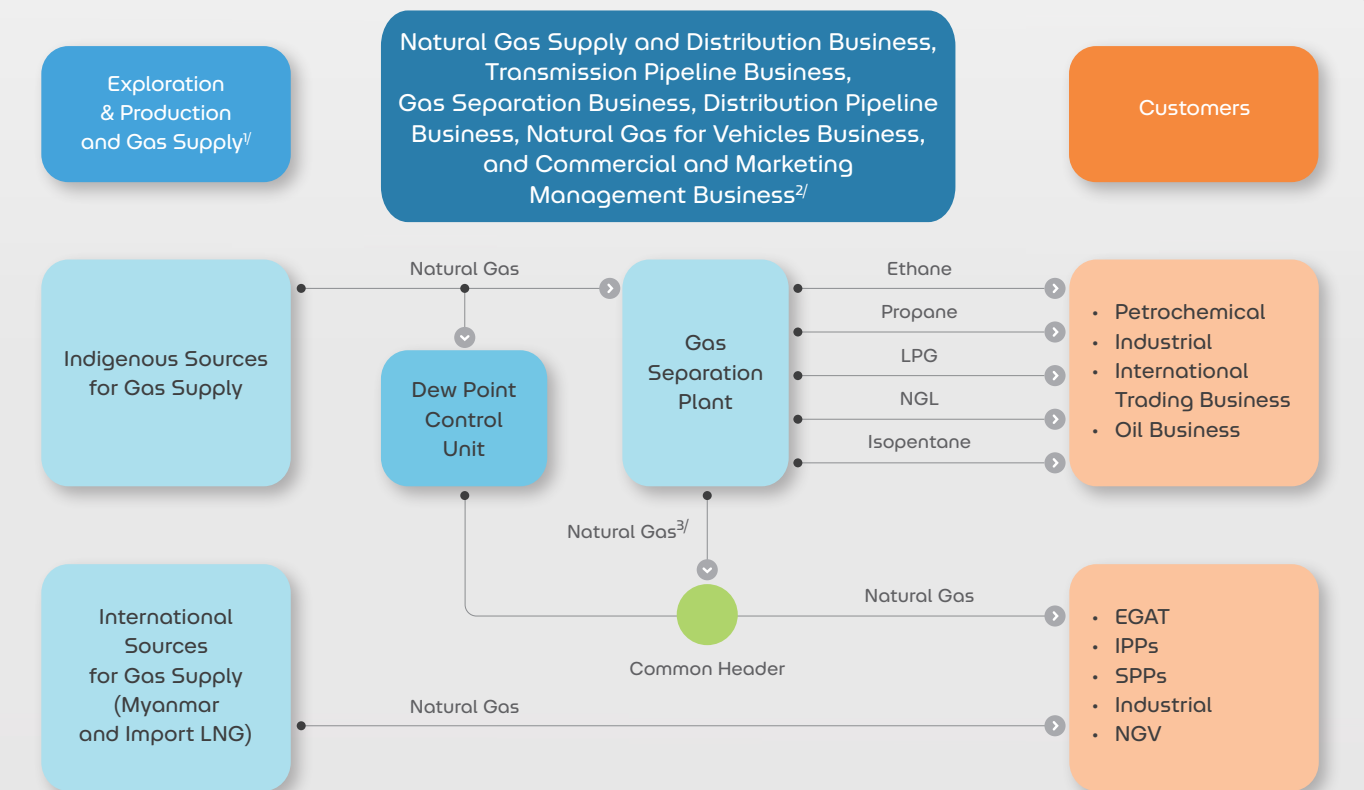 Exploration
& Production
and Gas Supply1/
Natural Gas Supply and Distribution Business,
Transmission Pipeline Business,
Gas Separation Business, Distribution Pipeline
Business, Natural Gas for Vehicles Business,
and Commercial and Marketing
Management Business2/
Customers
Indigenous Sources
for Gas Supply
Natural Gas
Dew Point
Control
Unit
Gas
Separation
Plant
Ethane
Propane
LPG
NGL
Isopentane
• Petrochemical
• Industrial
• International
Trading Business
• Oil Business
Natural Gas3/
International
Sources
for Gas Supply
(Myanmar
and Import LNG)
Common Header
Natural Gas
Natural Gas
• EGAT
• IPPs
• SPPs
• Industrial
• NGV